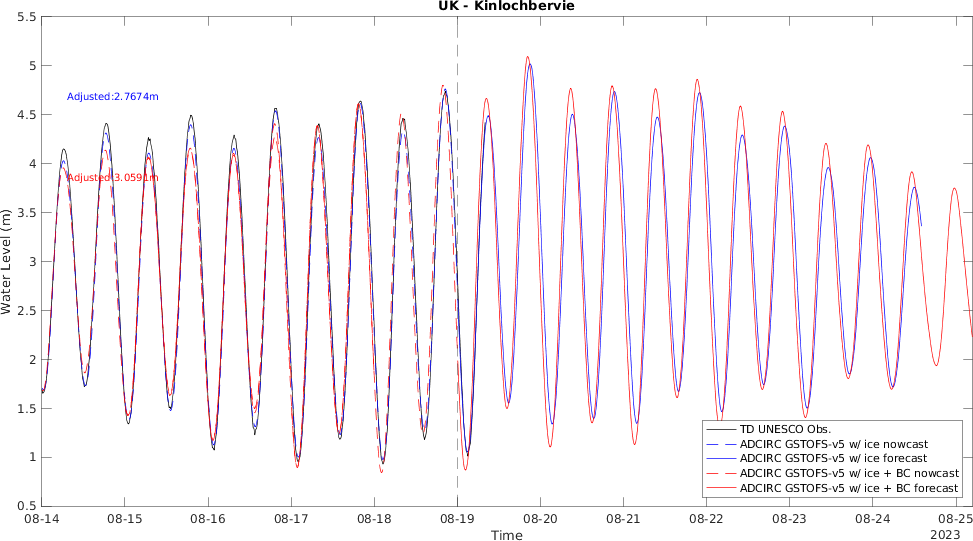 UK - Kinlochbervie
5.5
5
4.5
4
3.5
3
2
1.5
1
0.5
Water Level (m)
Adjusted:2.7674m
Adjusted:3.0591m
TD UNESCO Obs.
ADCIRC GSTOFS-v5 w/ ice nowcast
ADCIRC GSTOFS-v5 w/ ice forecast
ADCIRC GSTOFS-v5 w/ ice + BC nowcast
ADCIRC GSTOFS-v5 w/ ice + BC forecast
08-14 08-15 08-16 08-17 08-18 08-19 08-20 08-21 08-22 08-23 08-24 08-25
Time
2023